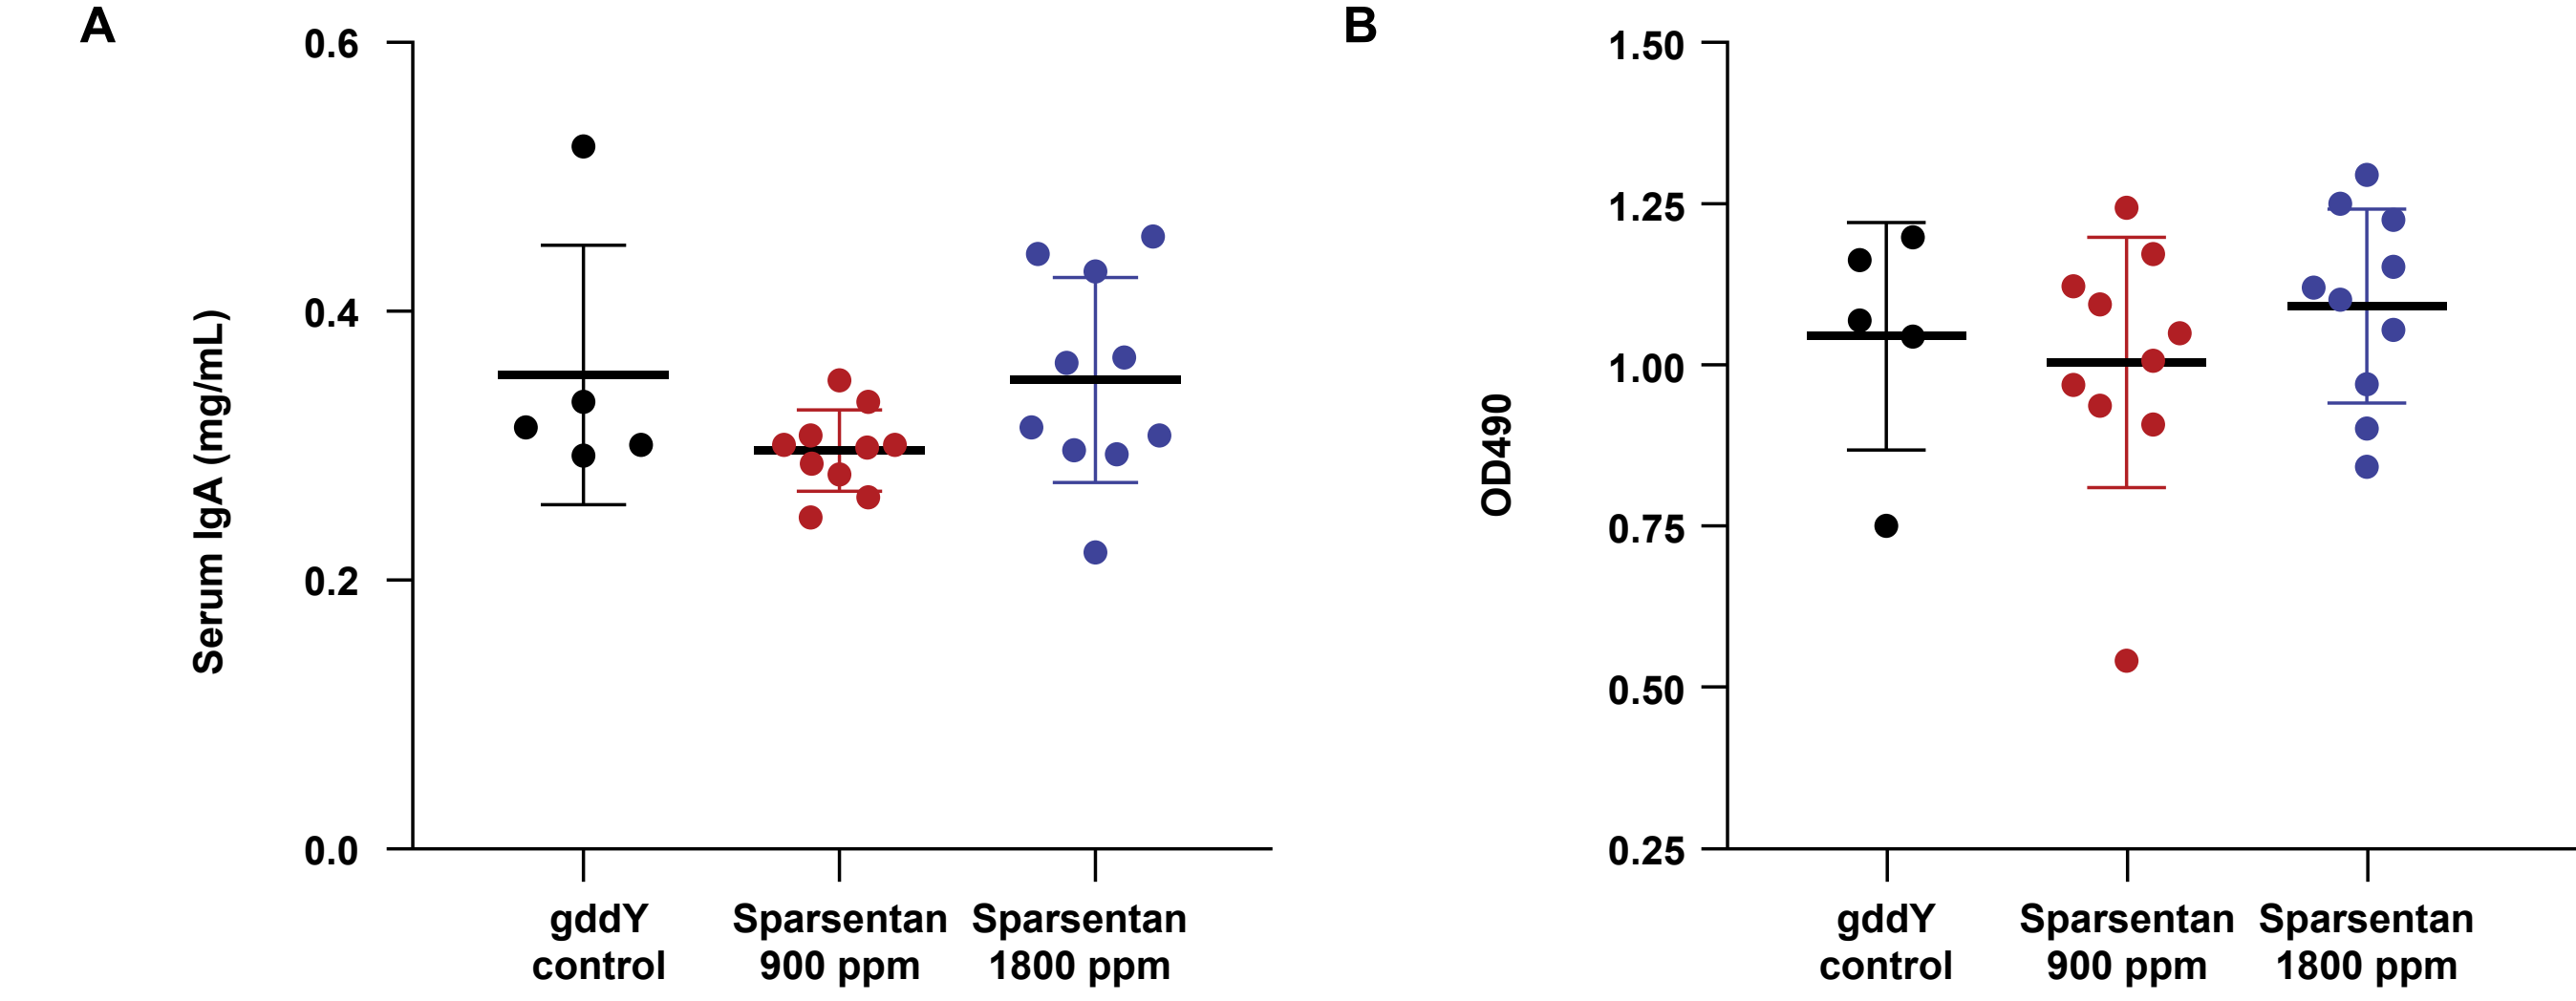 A
Serum IgA (mg/mL)
0.6
0.4
0.2
0.0
gddY
control
Sparsentan
900 ppm
Sparsentan
1800 ppm
B
OD490
1.50
1.25
1.00
0.75
0.50
0.25
gddY
control
Sparsentan
900 ppm
Sparsentan
1800 ppm